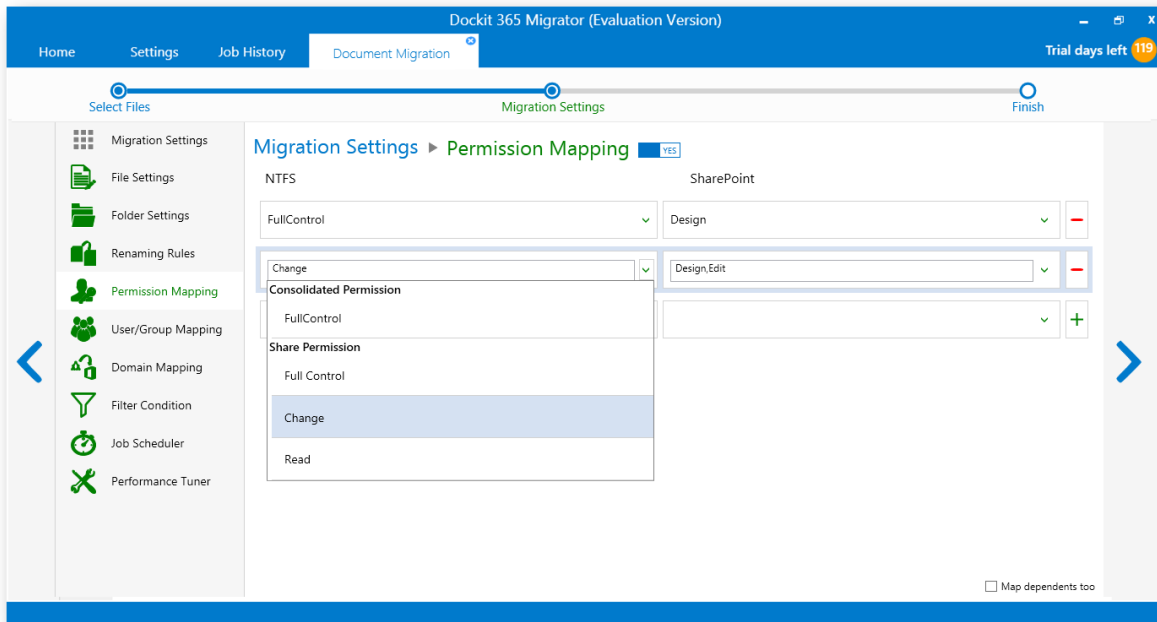 Dockit 365 Migrator (Evaluation Version)
Home Settings Job History Document Migration Trial days left 119
Select Files Migration Settings Finish
Migration Settings
File Settings
Folder Settings
Renaming Rules
Permission Mapping
User/Group Mapping
Domain Mapping
Filter Condition
Job Scheduler
Performance Tuner
Migration Settings Permission Mapping YES
NTFS SharePoint
FullControl Design
Change Design,Edit
Consolidated Permission
FullControl
Share Permission
Full Control
Change
Read
Map dependents too